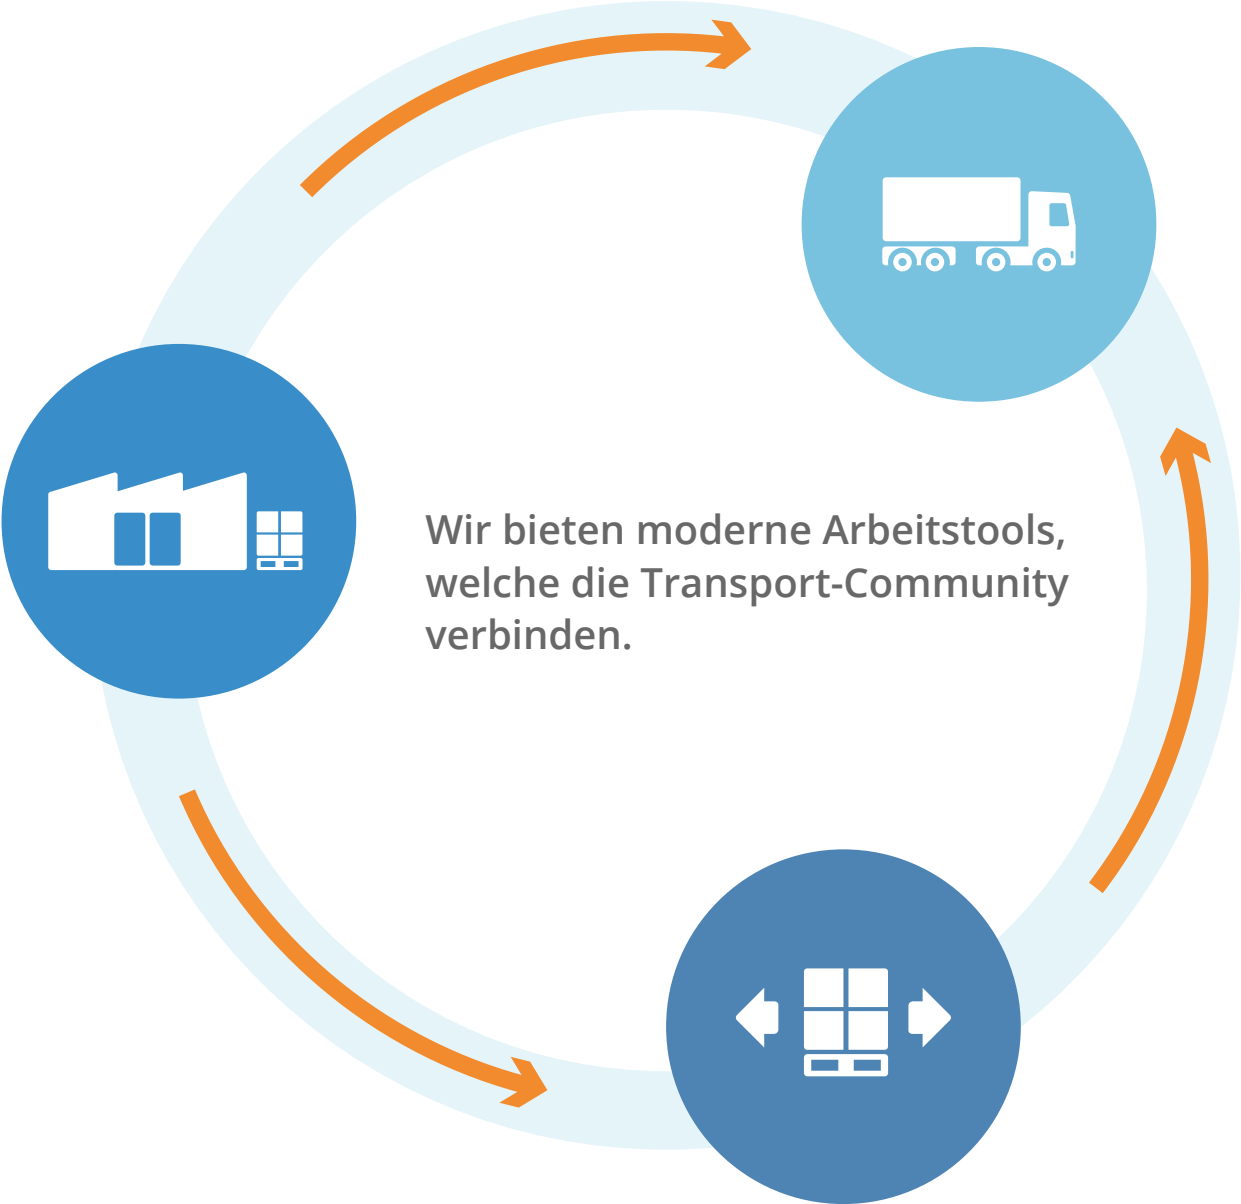 Wir bieten moderne Arbeitstools,
welche die Transport-Community
verbinden.